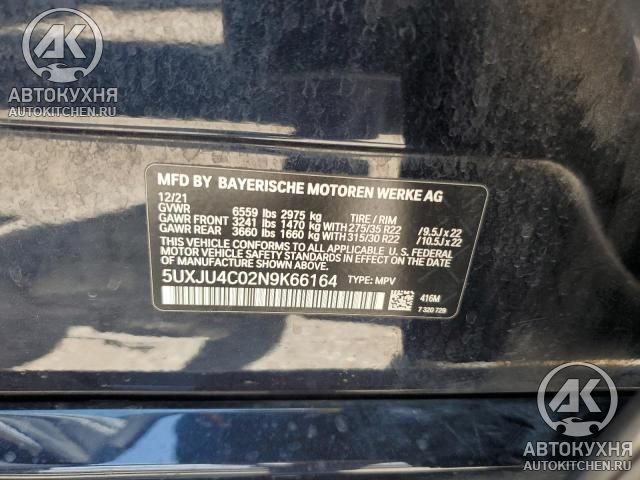 AK
АВТОКУХНЯ
AUTOKITCHEN.RU
MFD BY BAYERISCHE MOTOREN WERKE AG
12/21
GVWR 6559 lbs 2975 kg TIRE / RIM
GAWR FRONT 3241 lbs 1470 kg WITH 275/35 R22 / 9.5J x 22
GAWR REAR 3660 lbs 1660 kg WITH 315/30 R22 / 10.5J x 22
THIS VEHICLE CONFORMS TO ALL APPLICABLE U.S. FEDERAL
MOTOR VEHICLE SAFETY STANDARDS IN EFFECT ON THE
DATE OF MANUFACTURE SHOWN ABOVE.
5UXJU4C02N9K66164 TYPE: MPV
416M
7 320 729
AK
АВТОКУХНЯ
AUTOKITCHEN.RU